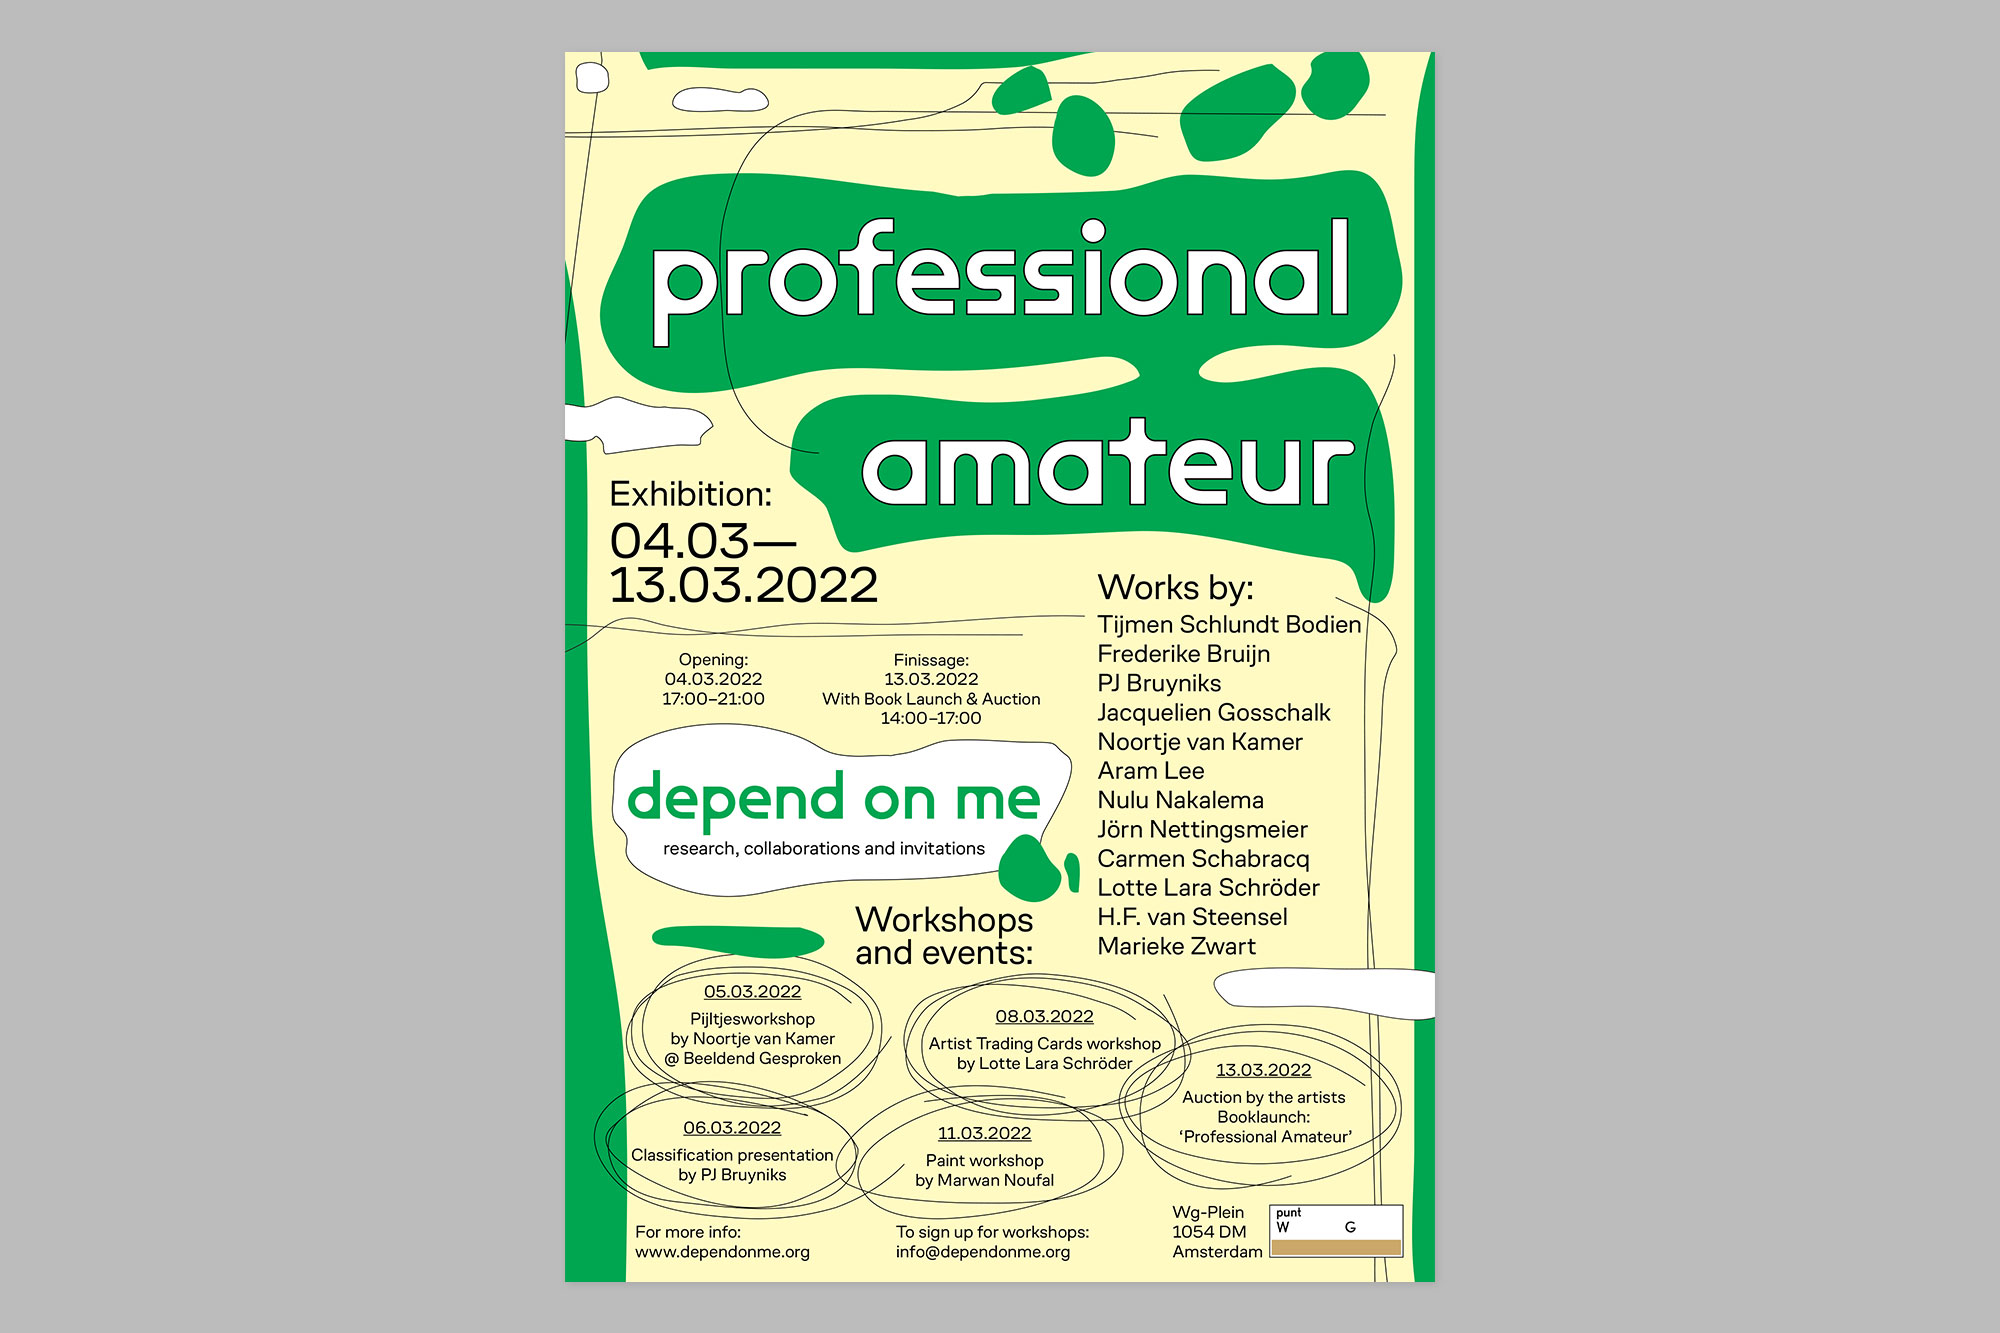 professional
amateur
Exhibition:
04.03—
13.03.2022
Works by:
Tijmen Schlundt Bodien
Frederike Bruijn
PJ Bruyniks
Jacquelien Gosschalk
Noortje van Kamer
Aram Lee
Nulu Nakalema
Jörn Nettingsmeier
Carmen Schabracq
Lotte Lara Schröder
H.F. van Steensel
Marieke Zwart
Opening:
04.03.2022
17:00–21:00
Finissage:
13.03.2022
With Book Launch & Auction
14:00–17:00
depend on me
research, collaborations and invitations
Workshops
and events:
05.03.2022
Pijltjesworkshop
by Noortje van Kamer
@ Beeldend Gesproken
08.03.2022
Artist Trading Cards workshop
by Lotte Lara Schröder
13.03.2022
Auction by the artists
Booklaunch:
‘Professional Amateur’
06.03.2022
Classification presentation
by PJ Bruyniks
11.03.2022
Paint workshop
by Marwan Noufal
For more info:
www.dependonme.org
To sign up for workshops:
info@dependonme.org
Wg-Plein
1054 DM
Amsterdam
punt
W G